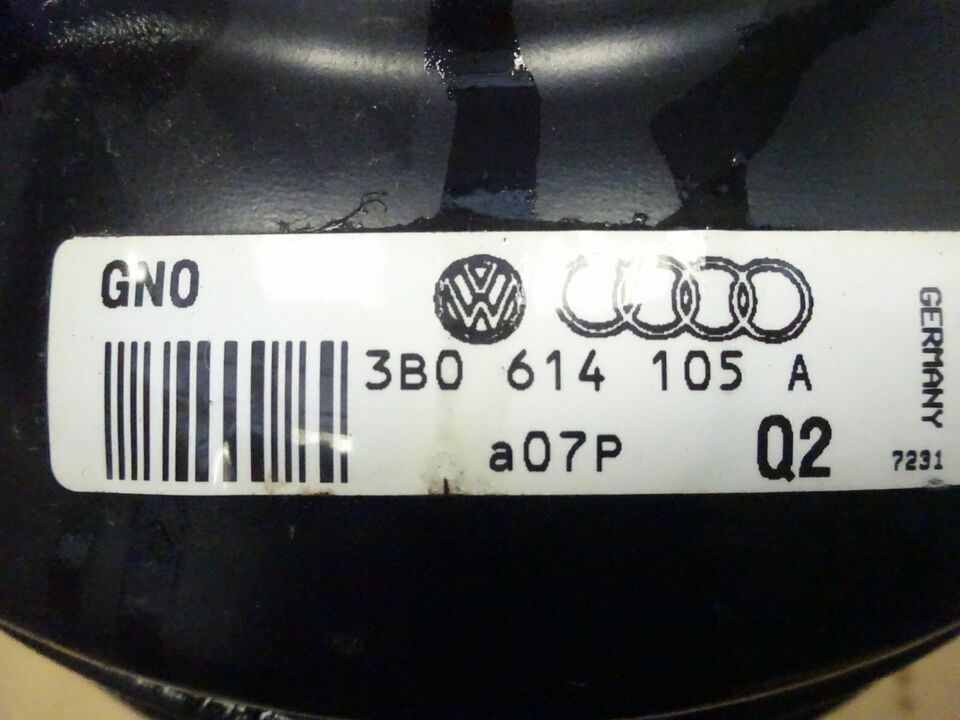 GNO
3B0 614 105 A
a07P
Q2
GERMANY
7231